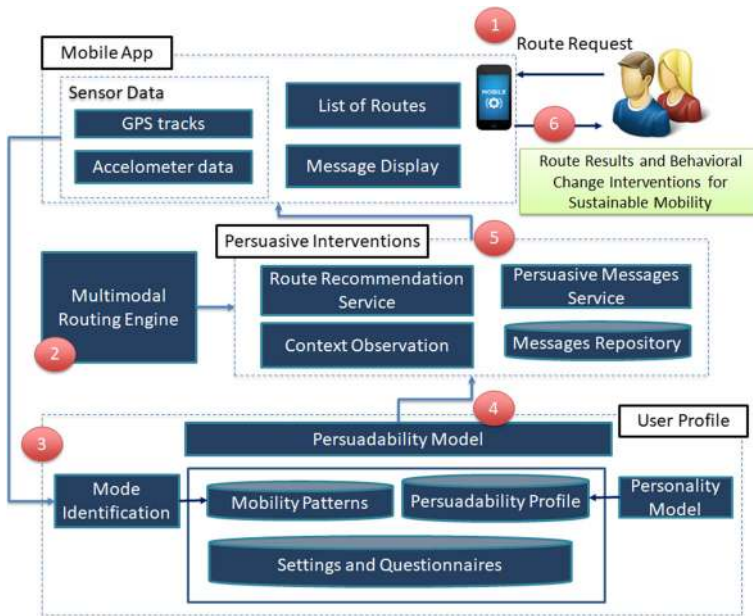 1
Route Request
Mobile App
Sensor Data
GPS tracks
Accelometer data
List of Routes
Message Display
MOBILE
6
Route Results and Behavioral
Change Interventions for
Sustainable Mobility
5
Persuasive Interventions
Multimodal
Routing Engine
2
Route Recommendation
Service
Persuasive Messages
Service
Context Observation
Messages Repository
4
User Profile
3
Persuadability Model
Mode
Identification
Mobility Patterns
Persuadability Profile
Personality
Model
Settings and Questionnaires